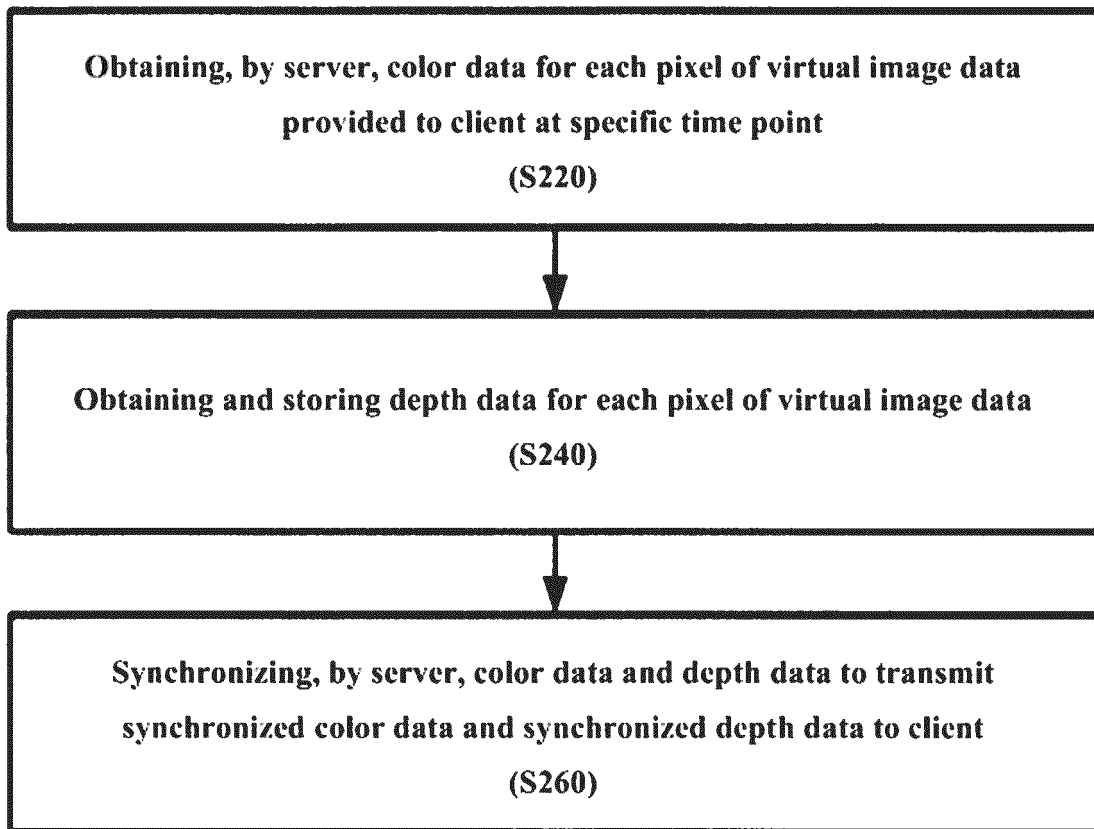 Obtaining, by server, color data for each pixel of virtual image data
provided to client at specific time point
(S220)
Obtaining and storing depth data for each pixel of virtual image data
(S240)
Synchronizing, by server, color data and depth data to transmit
synchronized color data and synchronized depth data to client
(S260)